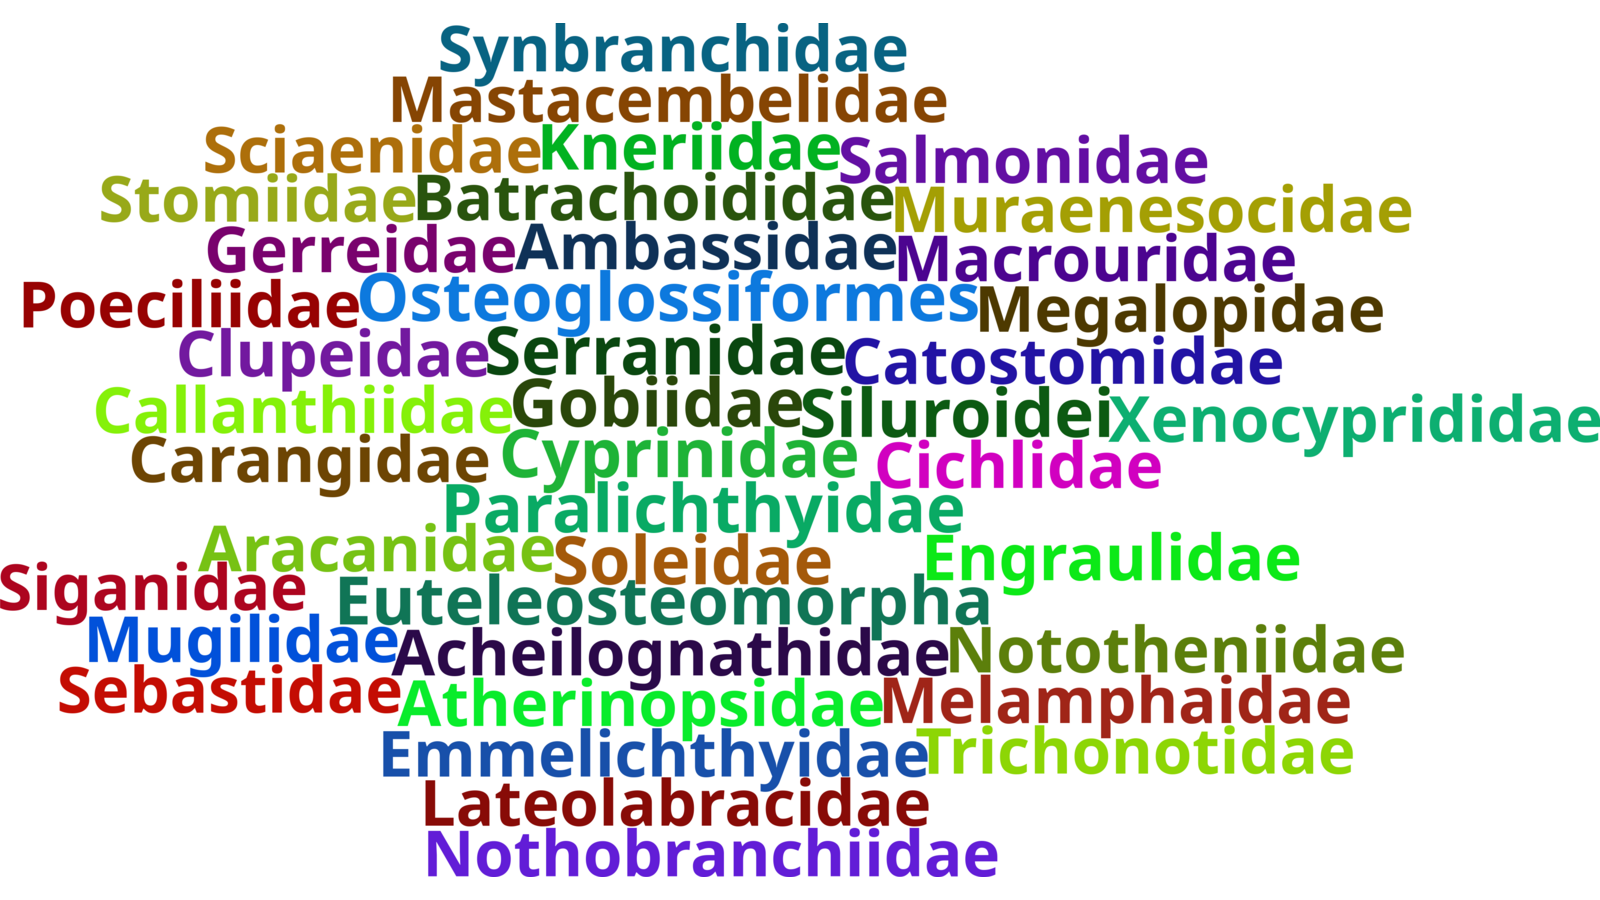 Synbranchidae
Mastacembelidae
Sciaenidae Kneriidae Salmonidae
Stomiidae Batrachoididae Muraenesocidae
Gerreidae Ambassidae Macrouridae
Poeciliidae Osteoglossiformes Megalopidae
Clupeidae Serranidae Catostomidae
Callanthiidae Gobiidae Siluroidei Xenocyprididae
Carangidae Cyprinidae Cichlidae
Paralichthyidae
Aracanidae Soleidae Engraulidae
Siganidae Euteleosteomorpha
Mugilidae Acheilognathidae Nototheniidae
Sebastidae Atherinopsidae Melamphaidae
Emmelichthyidae Trichonotidae
Lateolabracidae
Nothobranchiidae